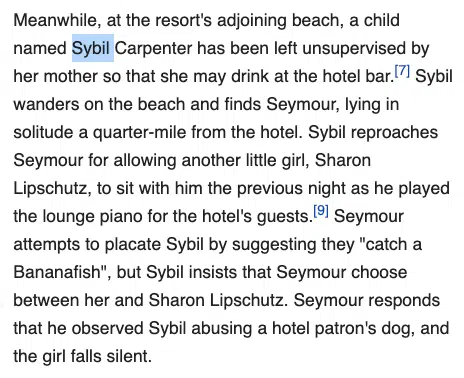 Meanwhile, at the resort's adjoining beach, a child
named Sybil Carpenter has been left unsupervised by
her mother so that she may drink at the hotel bar.[7] Sybil
wanders on the beach and finds Seymour, lying in
solitude a quarter-mile from the hotel. Sybil reproaches
Seymour for allowing another little girl, Sharon
Lipschutz, to sit with him the previous night as he played
the lounge piano for the hotel's guests.[9] Seymour
attempts to placate Sybil by suggesting they "catch a
Bananafish", but Sybil insists that Seymour choose
between her and Sharon Lipschutz. Seymour responds
that he observed Sybil abusing a hotel patron's dog, and
the girl falls silent.